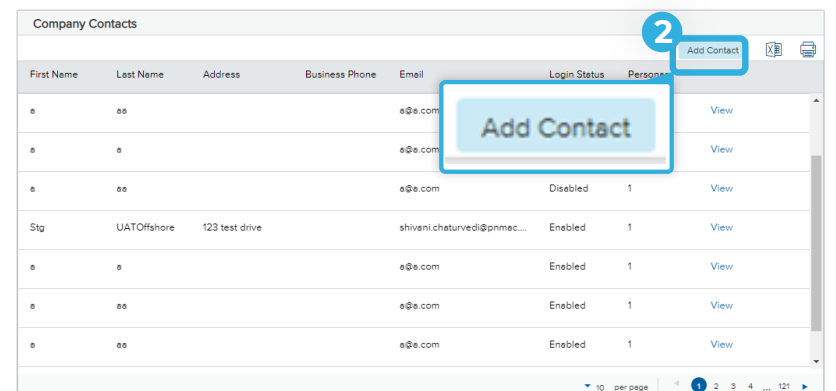 Company Contacts
2
Add Contact
First Name Last Name Address Business Phone Email Login Status
a aa a@a.com View
Add Contact
a a a@a.com View
a aa a@a.com Disabled 1 View
Stg UATOffshore 123 test drive shivani.chaturvedi@pnmac.... Enabled 1 View
a a a@a.com Enabled 1 View
a aa a@a.com Enabled 1 View
a aa a@a.com Enabled 1 View
10 per page 1 2 3 4 ... 121